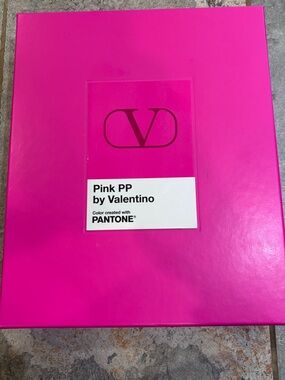 V
Pink PP
by Valentino
Color created with
PANTONE®